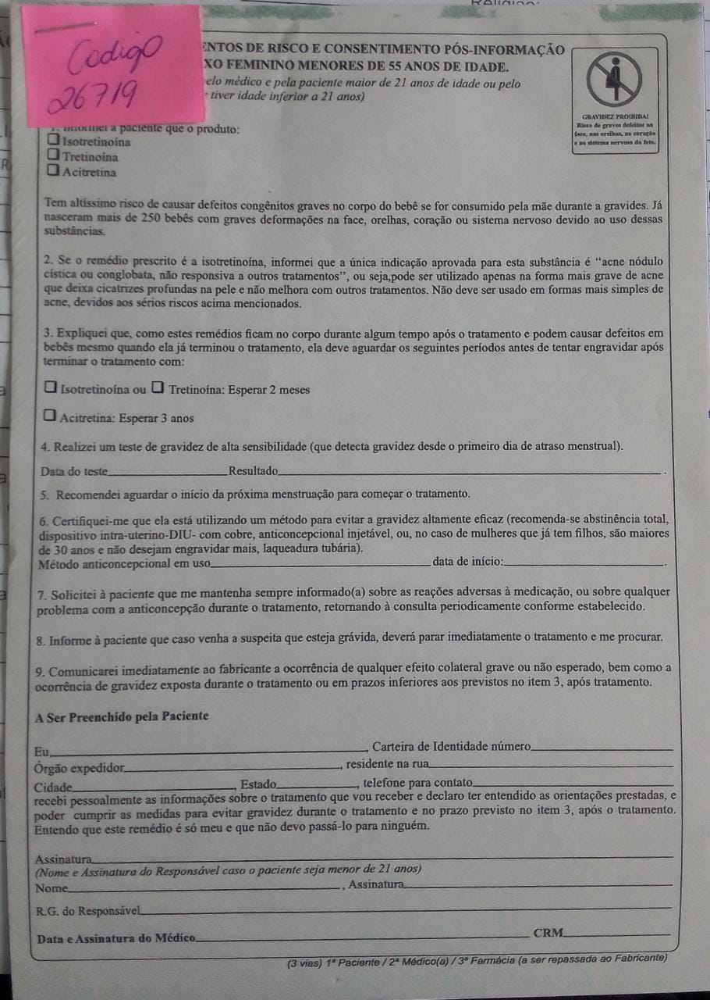 Codigo
26719
ENTOS DE RISCO E CONSENTIMENTO PÓS-INFORMAÇÃO
XO FEMININO MENORES DE 55 ANOS DE IDADE.
elo médico e pela paciente maior de 21 anos de idade ou pelo
tiver idade inferior a 21 anos)
GRAVIDEZ PROIBIDA!
Risco de graves defeitos na
face, nas orelhas, no coração
e no sistema nervoso do feto.
1. Informei a paciente que o produto:
Isotretinoína
Tretinoína
Acitretina
Tem altíssimo risco de causar defeitos congênitos graves no corpo do bebê se for consumido pela mãe durante a gravides. Já
nasceram mais de 250 bebês com graves deformações na face, orelhas, coração ou sistema nervoso devido ao uso dessas
substâncias.
2. Se o remédio prescrito é a isotretinoína, informei que a única indicação aprovada para esta substância é “acne nódulo
cística ou conglobata, não responsiva a outros tratamentos”, ou seja,pode ser utilizado apenas na forma mais grave de acne
que deixa cicatrizes profundas na pele e não melhora com outros tratamentos. Não deve ser usado em formas mais simples de
acne, devidos aos sérios riscos acima mencionados.
3. Expliquei que, como estes remédios ficam no corpo durante algum tempo após o tratamento e podem causar defeitos em
bebês mesmo quando ela já terminou o tratamento, ela deve aguardar os seguintes períodos antes de tentar engravidar após
terminar o tratamento com:
Isotretinoína ou Tretinoína: Esperar 2 meses
Acitretina: Esperar 3 anos
4. Realizei um teste de gravidez de alta sensibilidade (que detecta gravidez desde o primeiro dia de atraso menstrual).
Data do teste____________________Resultado______________________________.
5. Recomendei aguardar o início da próxima menstruação para começar o tratamento.
6. Certifiquei-me que ela está utilizando um método para evitar a gravidez altamente eficaz (recomenda-se abstinência total,
dispositivo intra-uterino-DIU- com cobre, anticoncepcional injetável, ou, no caso de mulheres que já tem filhos, são maiores
de 30 anos e não desejam engravidar mais, laqueadura tubária).
Método anticoncepcional em uso______________________________ data de início:____________________.
7. Solicitei à paciente que me mantenha sempre informado(a) sobre as reações adversas à medicação, ou sobre qualquer
problema com a anticoncepção durante o tratamento, retornando à consulta periodicamente conforme estabelecido.
8. Informe à paciente que caso venha a suspeita que esteja grávida, deverá parar imediatamente o tratamento e me procurar.
9. Comunicarei imediatamente ao fabricante a ocorrência de qualquer efeito colateral grave ou não esperado, bem como a
ocorrência de gravidez exposta durante o tratamento ou em prazos inferiores aos previstos no item 3, após tratamento.
A Ser Preenchido pela Paciente
Eu______________________________, Carteira de Identidade número____________________
Órgão expedidor______________________________, residente na rua______________________________
Cidade____________________, Estado__________, telefone para contato____________________
recebi pessoalmente as informações sobre o tratamento que vou receber e declaro ter entendido as orientações prestadas, e
poder cumprir as medidas para evitar gravidez durante o tratamento e no prazo previsto no item 3, após o tratamento.
Entendo que este remédio é só meu e que não devo passá-lo para ninguém.
Assinatura______________________________
(Nome e Assinatura do Responsável caso o paciente seja menor de 21 anos)
Nome______________________________, Assinatura______________________________
R.G. do Responsável______________________________
Data e Assinatura do Médico______________________________ CRM__________
(3 vias) 1ª Paciente / 2ª Médico(a) / 3ª Farmácia (a ser repassada ao Fabricante)